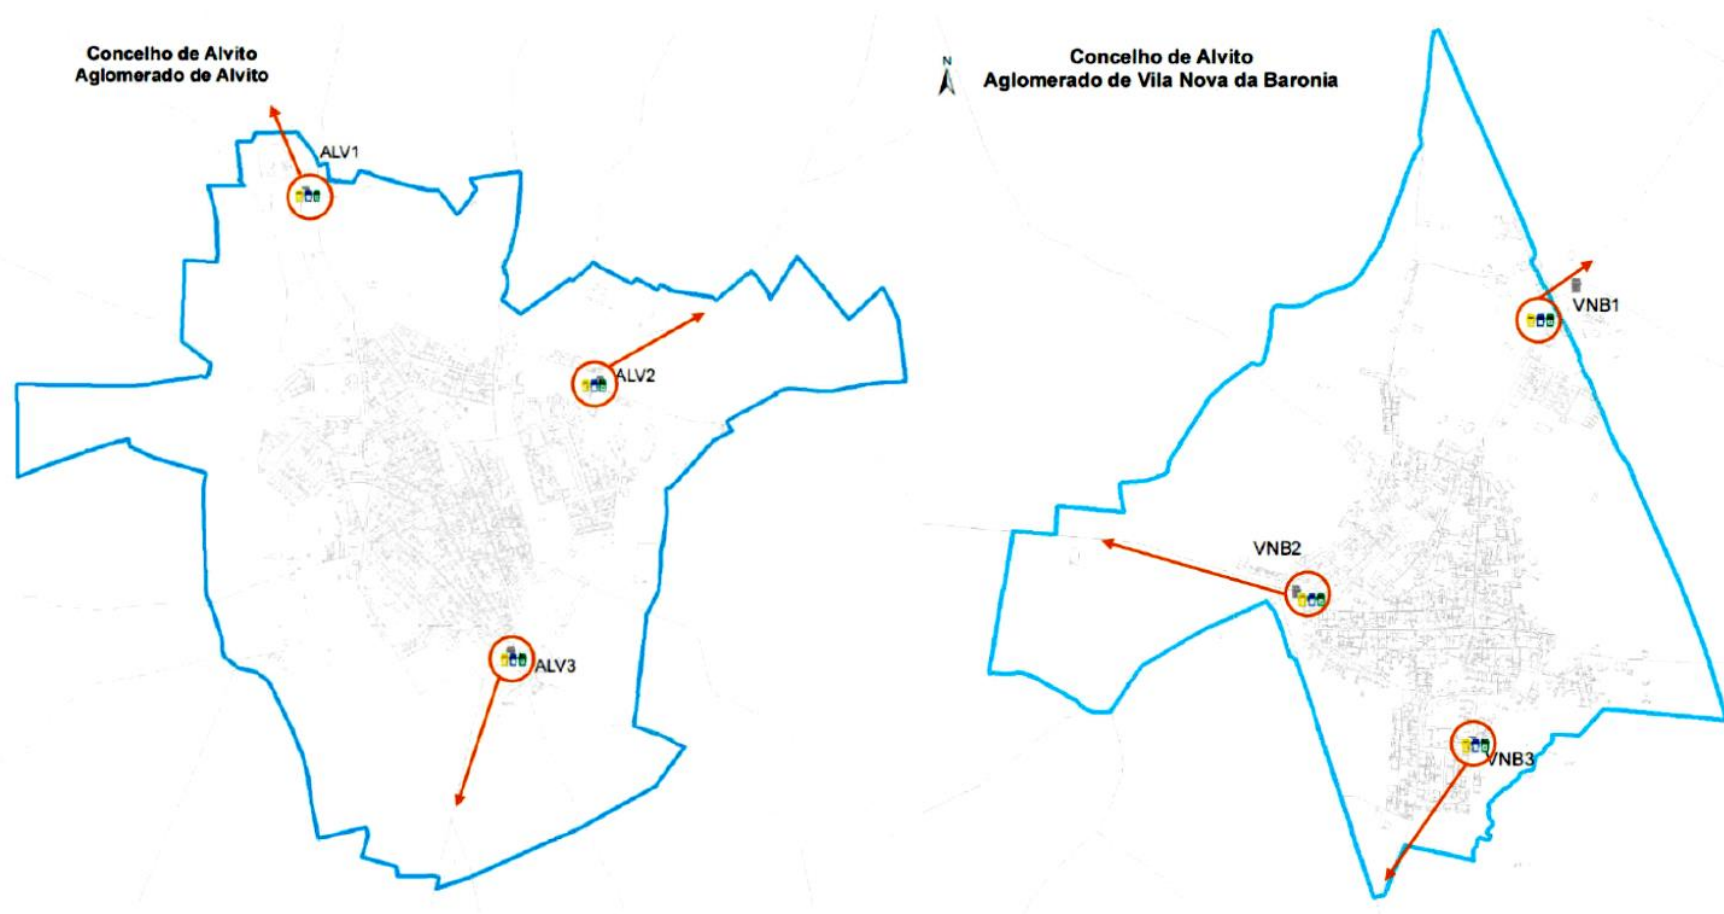 Concelho de Alvito
Aglomerado de Alvito
ALV1
ALV2
ALV3
N
Concelho de Alvito
Aglomerado de Vila Nova da Baronia
VNB1
VNB2
VNB3